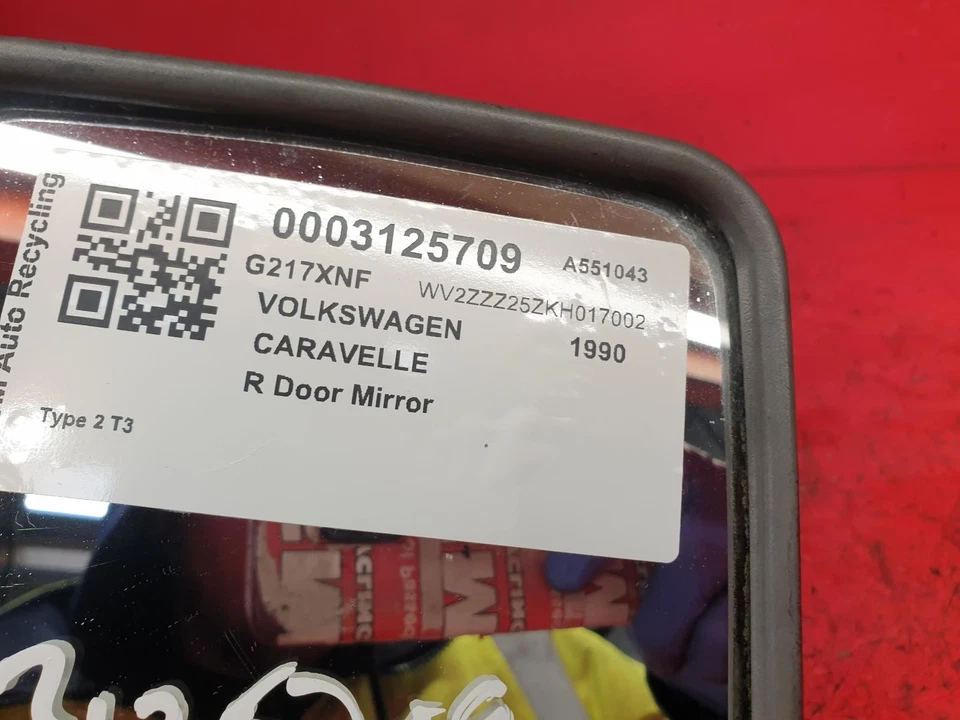 Auto Recycling
0003125709
A551043
G217XNF
WV2ZZZ25ZKH017002
VOLKSWAGEN
1990
CARAVELLE
R Door Mirror
Type 2 T3